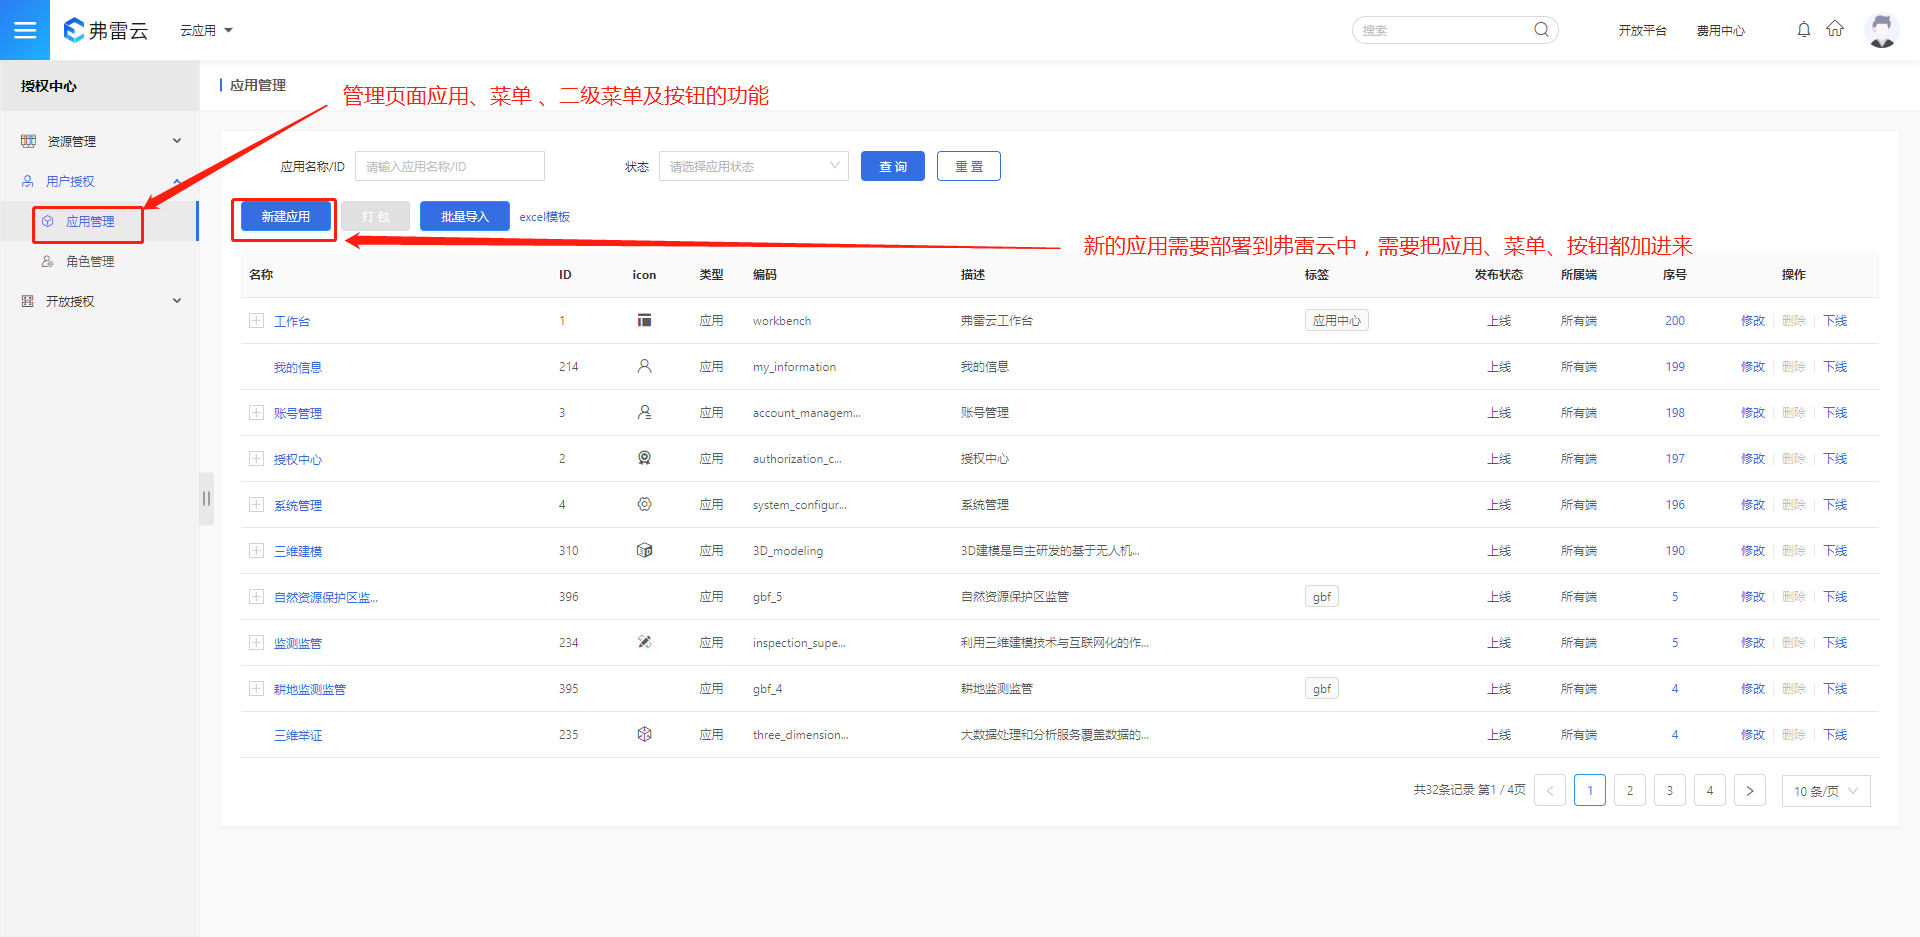 弗雷云 云应用 搜索 开放平台 费用中心
授权中心
应用管理
管理页面应用、菜单 、二级菜单及按钮的功能
资源管理
用户授权
应用管理
角色管理
开放授权
应用名称/ID 请输入应用名称/ID 状态 请选择应用状态 查 询 重 置
新建应用 打 包 批量导入 excel模板
新的应用需要部署到弗雷云中，需要把应用、菜单、按钮都加进来
名称 ID icon 类型 编码 描述 标签 发布状态 所属端 序号 操作
工作台 1 应用 workbench 弗雷云工作台 应用中心 上线 所有端 200 修改 删除 下线
我的信息 214 应用 my_information 我的信息 上线 所有端 199 修改 删除 下线
账号管理 3 应用 account_managem... 账号管理 上线 所有端 198 修改 删除 下线
授权中心 2 应用 authorization_c... 授权中心 上线 所有端 197 修改 删除 下线
系统管理 4 应用 system_configur... 系统管理 上线 所有端 196 修改 删除 下线
三维建模 310 应用 3D_modeling 3D建模是自主研发的基于无人机... 上线 所有端 190 修改 删除 下线
自然资源保护区监... 396 应用 gbf_5 自然资源保护区监管 gbf 上线 所有端 5 修改 删除 下线
监测监管 234 应用 inspection_supe... 利用三维建模技术与互联网化的作... 上线 所有端 5 修改 删除 下线
耕地监测监管 395 应用 gbf_4 耕地监测监管 gbf 上线 所有端 4 修改 删除 下线
三维举证 235 应用 three_dimension... 大数据处理和分析服务覆盖数据的... 上线 所有端 4 修改 删除 下线
共32条记录 第1 / 4页 < 1 2 3 4 > 10 条/页